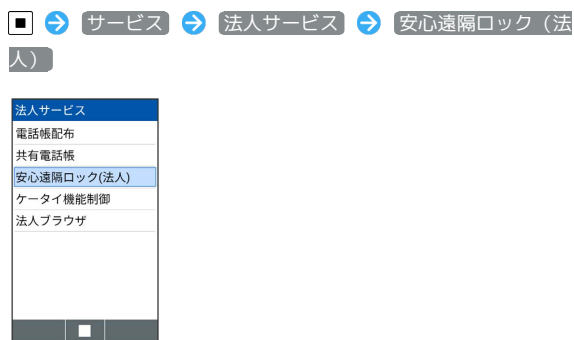 サービス 法人サービス 安心遠隔ロック（法
人）
法人サービス
電話帳配布
共有電話帳
安心遠隔ロック(法人)
ケータイ機能制御
法人ブラウザ